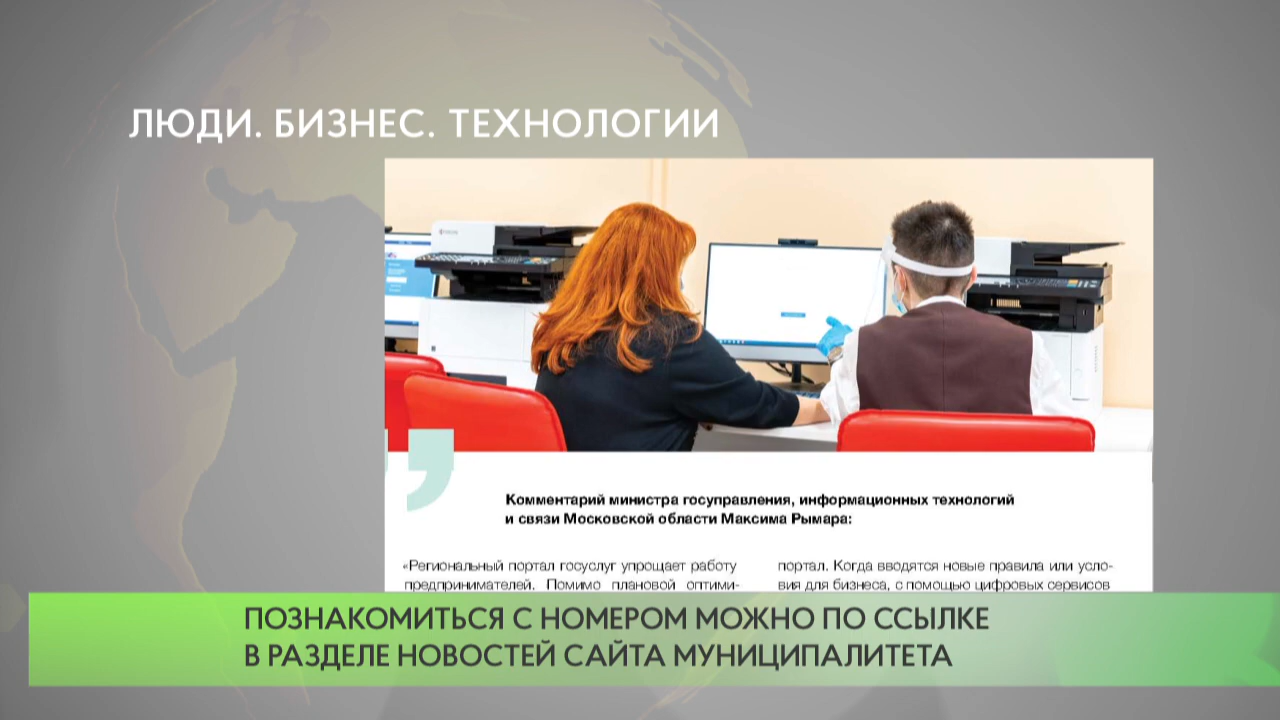 ЛЮДИ. БИЗНЕС. ТЕХНОЛОГИИ
Комментарий министра госуправления, информационных технологий
и связи Московской области Максима Рымара:
«Региональный портал госуслуг упрощает работу
предпринимателей. Помимо плановой оптими-
портал. Когда вводятся новые правила или усло-
вия для бизнеса, с помощью цифровых сервисов
ПОЗНАКОМИТЬСЯ С НОМЕРОМ МОЖНО ПО ССЫЛКЕ
В РАЗДЕЛЕ НОВОСТЕЙ САЙТА МУНИЦИПАЛИТЕТА